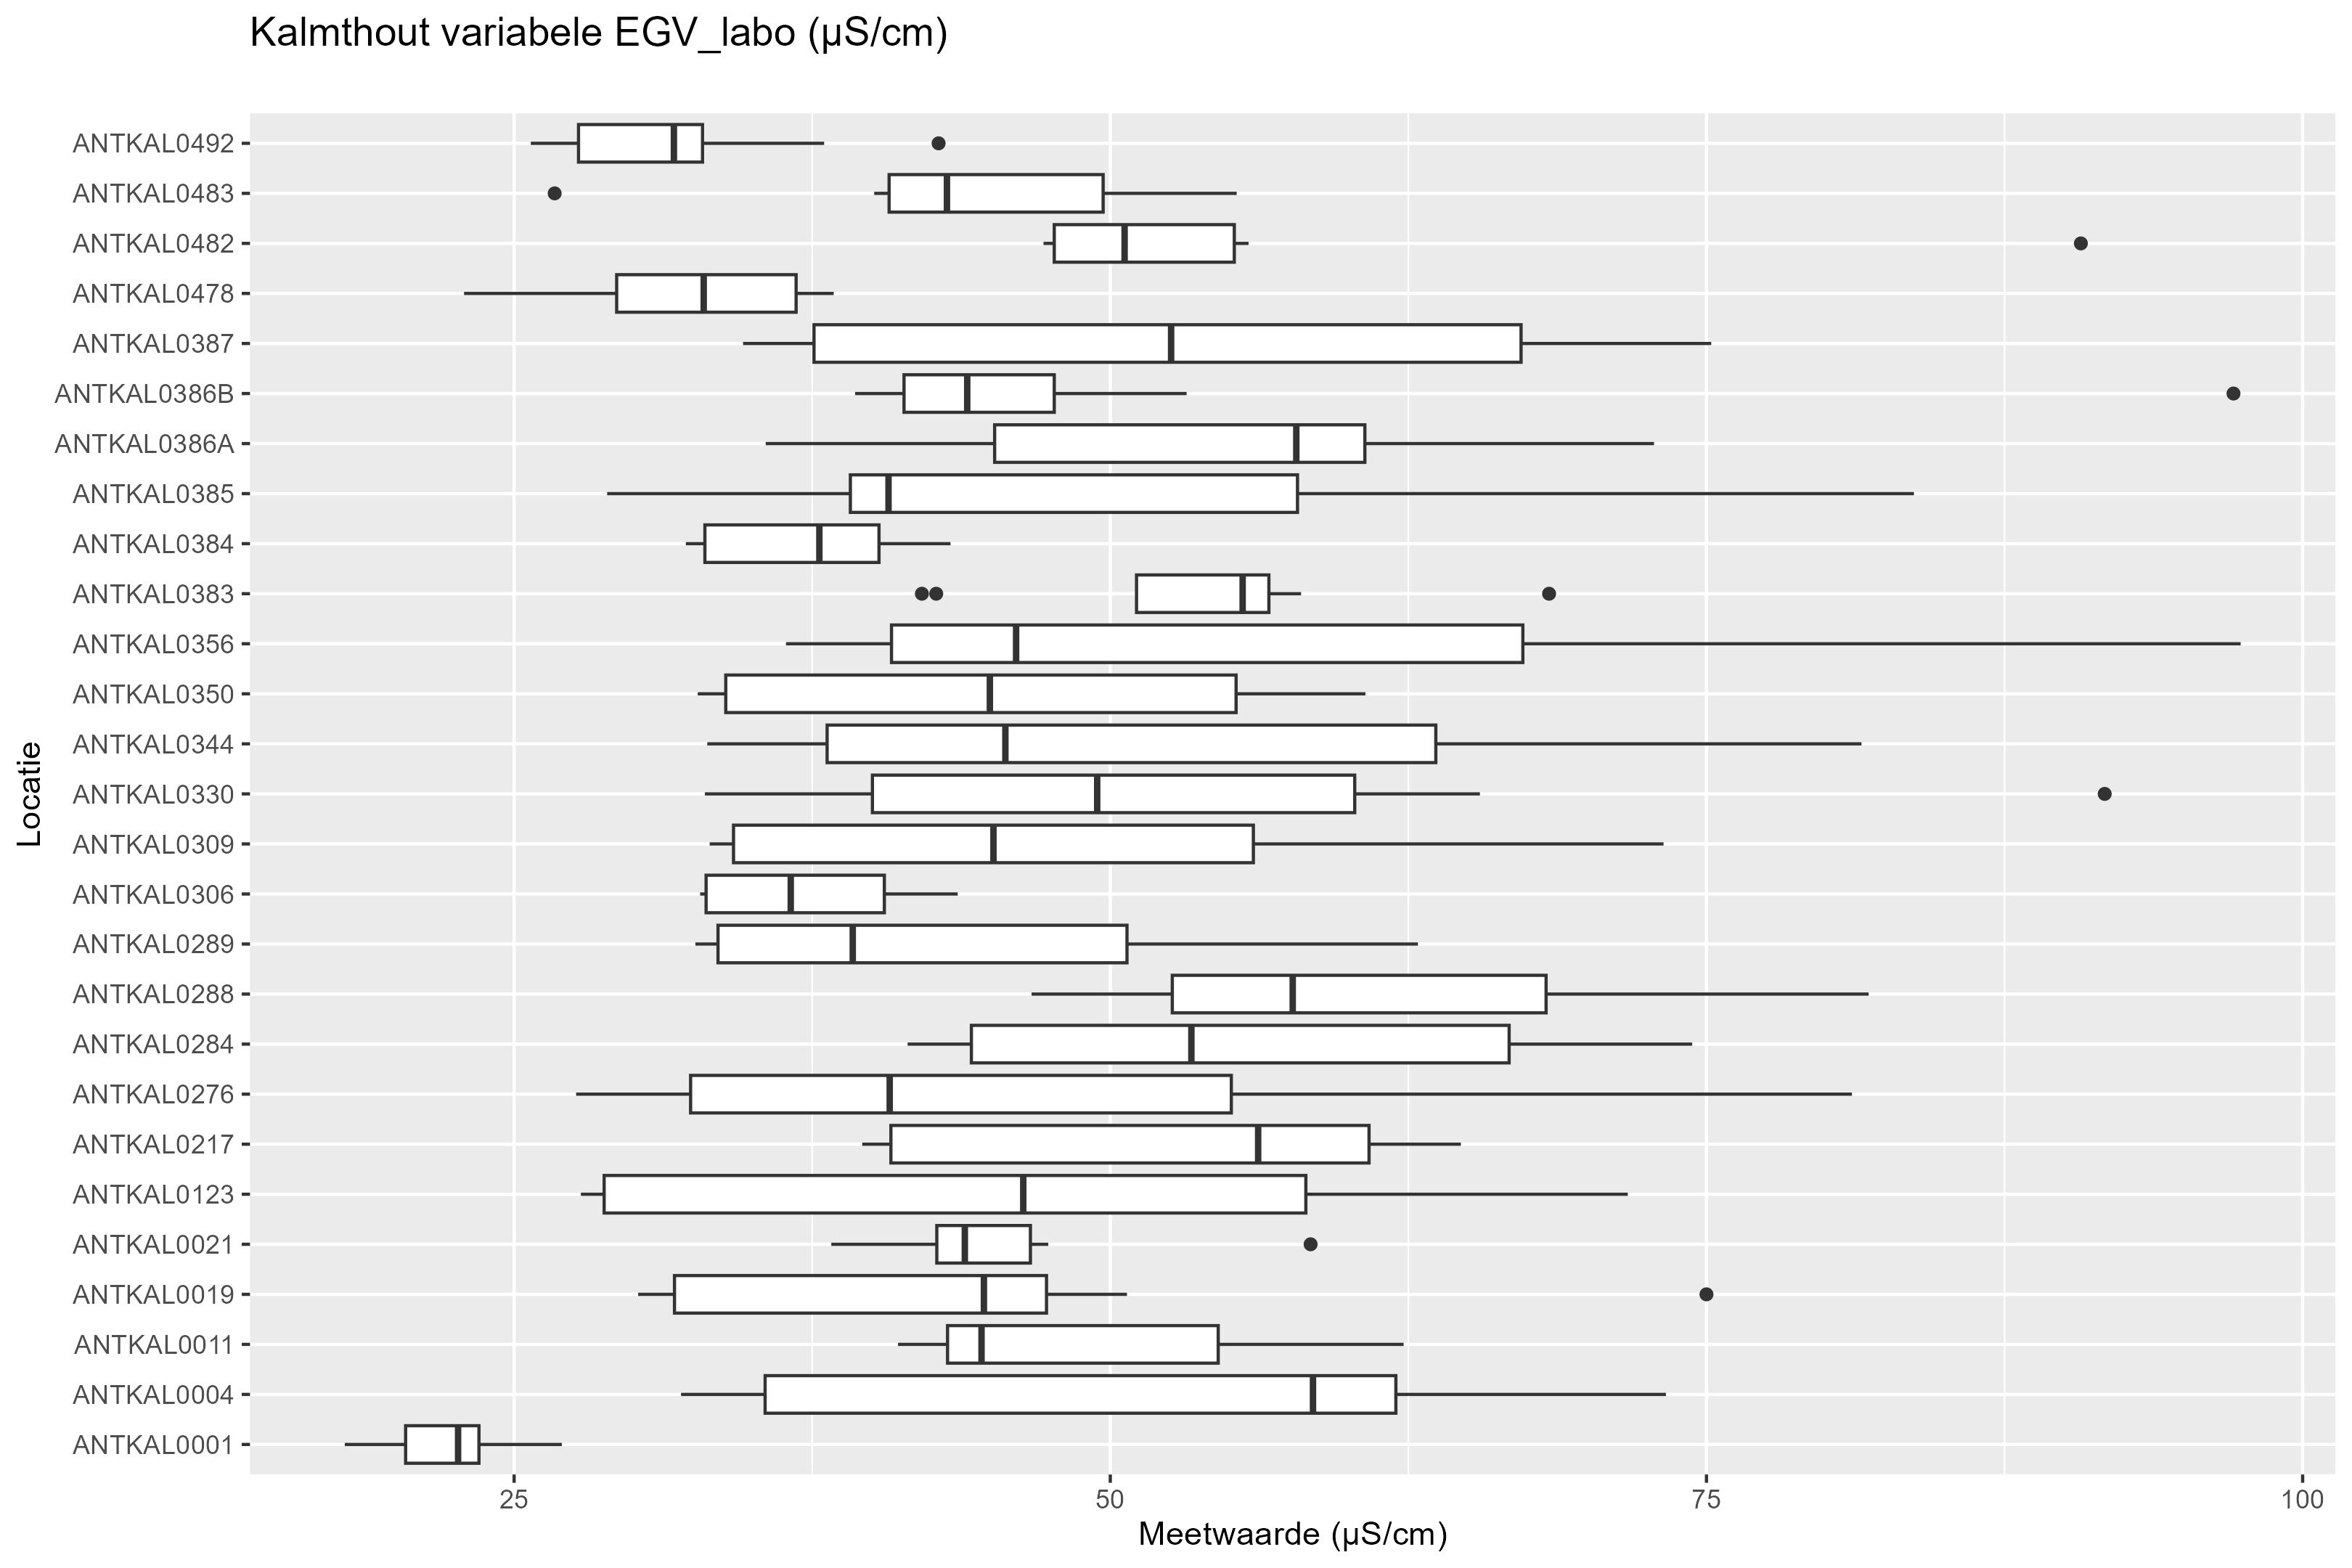 Kalmthout variabele EGV_labo (µS/cm)
Locatie
ANTKAL0492
ANTKAL0483
ANTKAL0482
ANTKAL0478
ANTKAL0387
ANTKAL0386B
ANTKAL0386A
ANTKAL0385
ANTKAL0384
ANTKAL0383
ANTKAL0356
ANTKAL0350
ANTKAL0344
ANTKAL0330
ANTKAL0309
ANTKAL0306
ANTKAL0289
ANTKAL0288
ANTKAL0284
ANTKAL0276
ANTKAL0217
ANTKAL0123
ANTKAL0021
ANTKAL0019
ANTKAL0011
ANTKAL0004
ANTKAL0001
25 50 75 100
Meetwaarde (µS/cm)